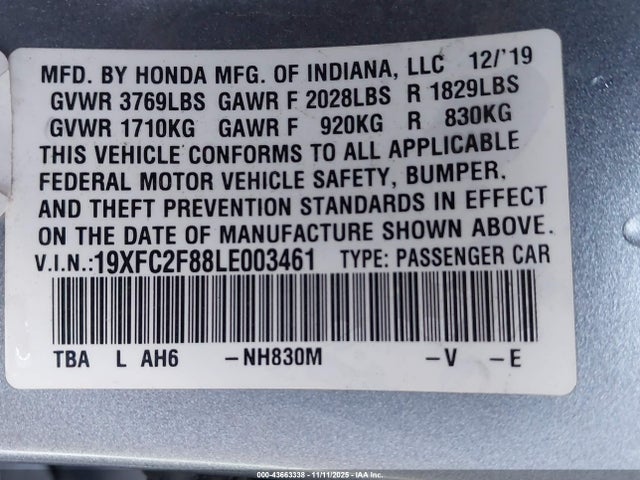 MFD. BY HONDA MFG. OF INDIANA, LLC 12/'19
GVWR 3769LBS GAWR F 2028LBS R 1829LBS
GVWR 1710KG GAWR F 920KG R 830KG
THIS VEHICLE CONFORMS TO ALL APPLICABLE
FEDERAL MOTOR VEHICLE SAFETY, BUMPER.
AND THEFT PREVENTION STANDARDS IN EFFECT
ON THE DATE OF MANUFACTURE SHOWN ABOVE.
V.I.N.:19XFC2F88LE003461 TYPE: PASSENGER CAR
TBA L AH6 -NH830M -V -E
000-43663338 - 11/11/2025 - IAA Inc.